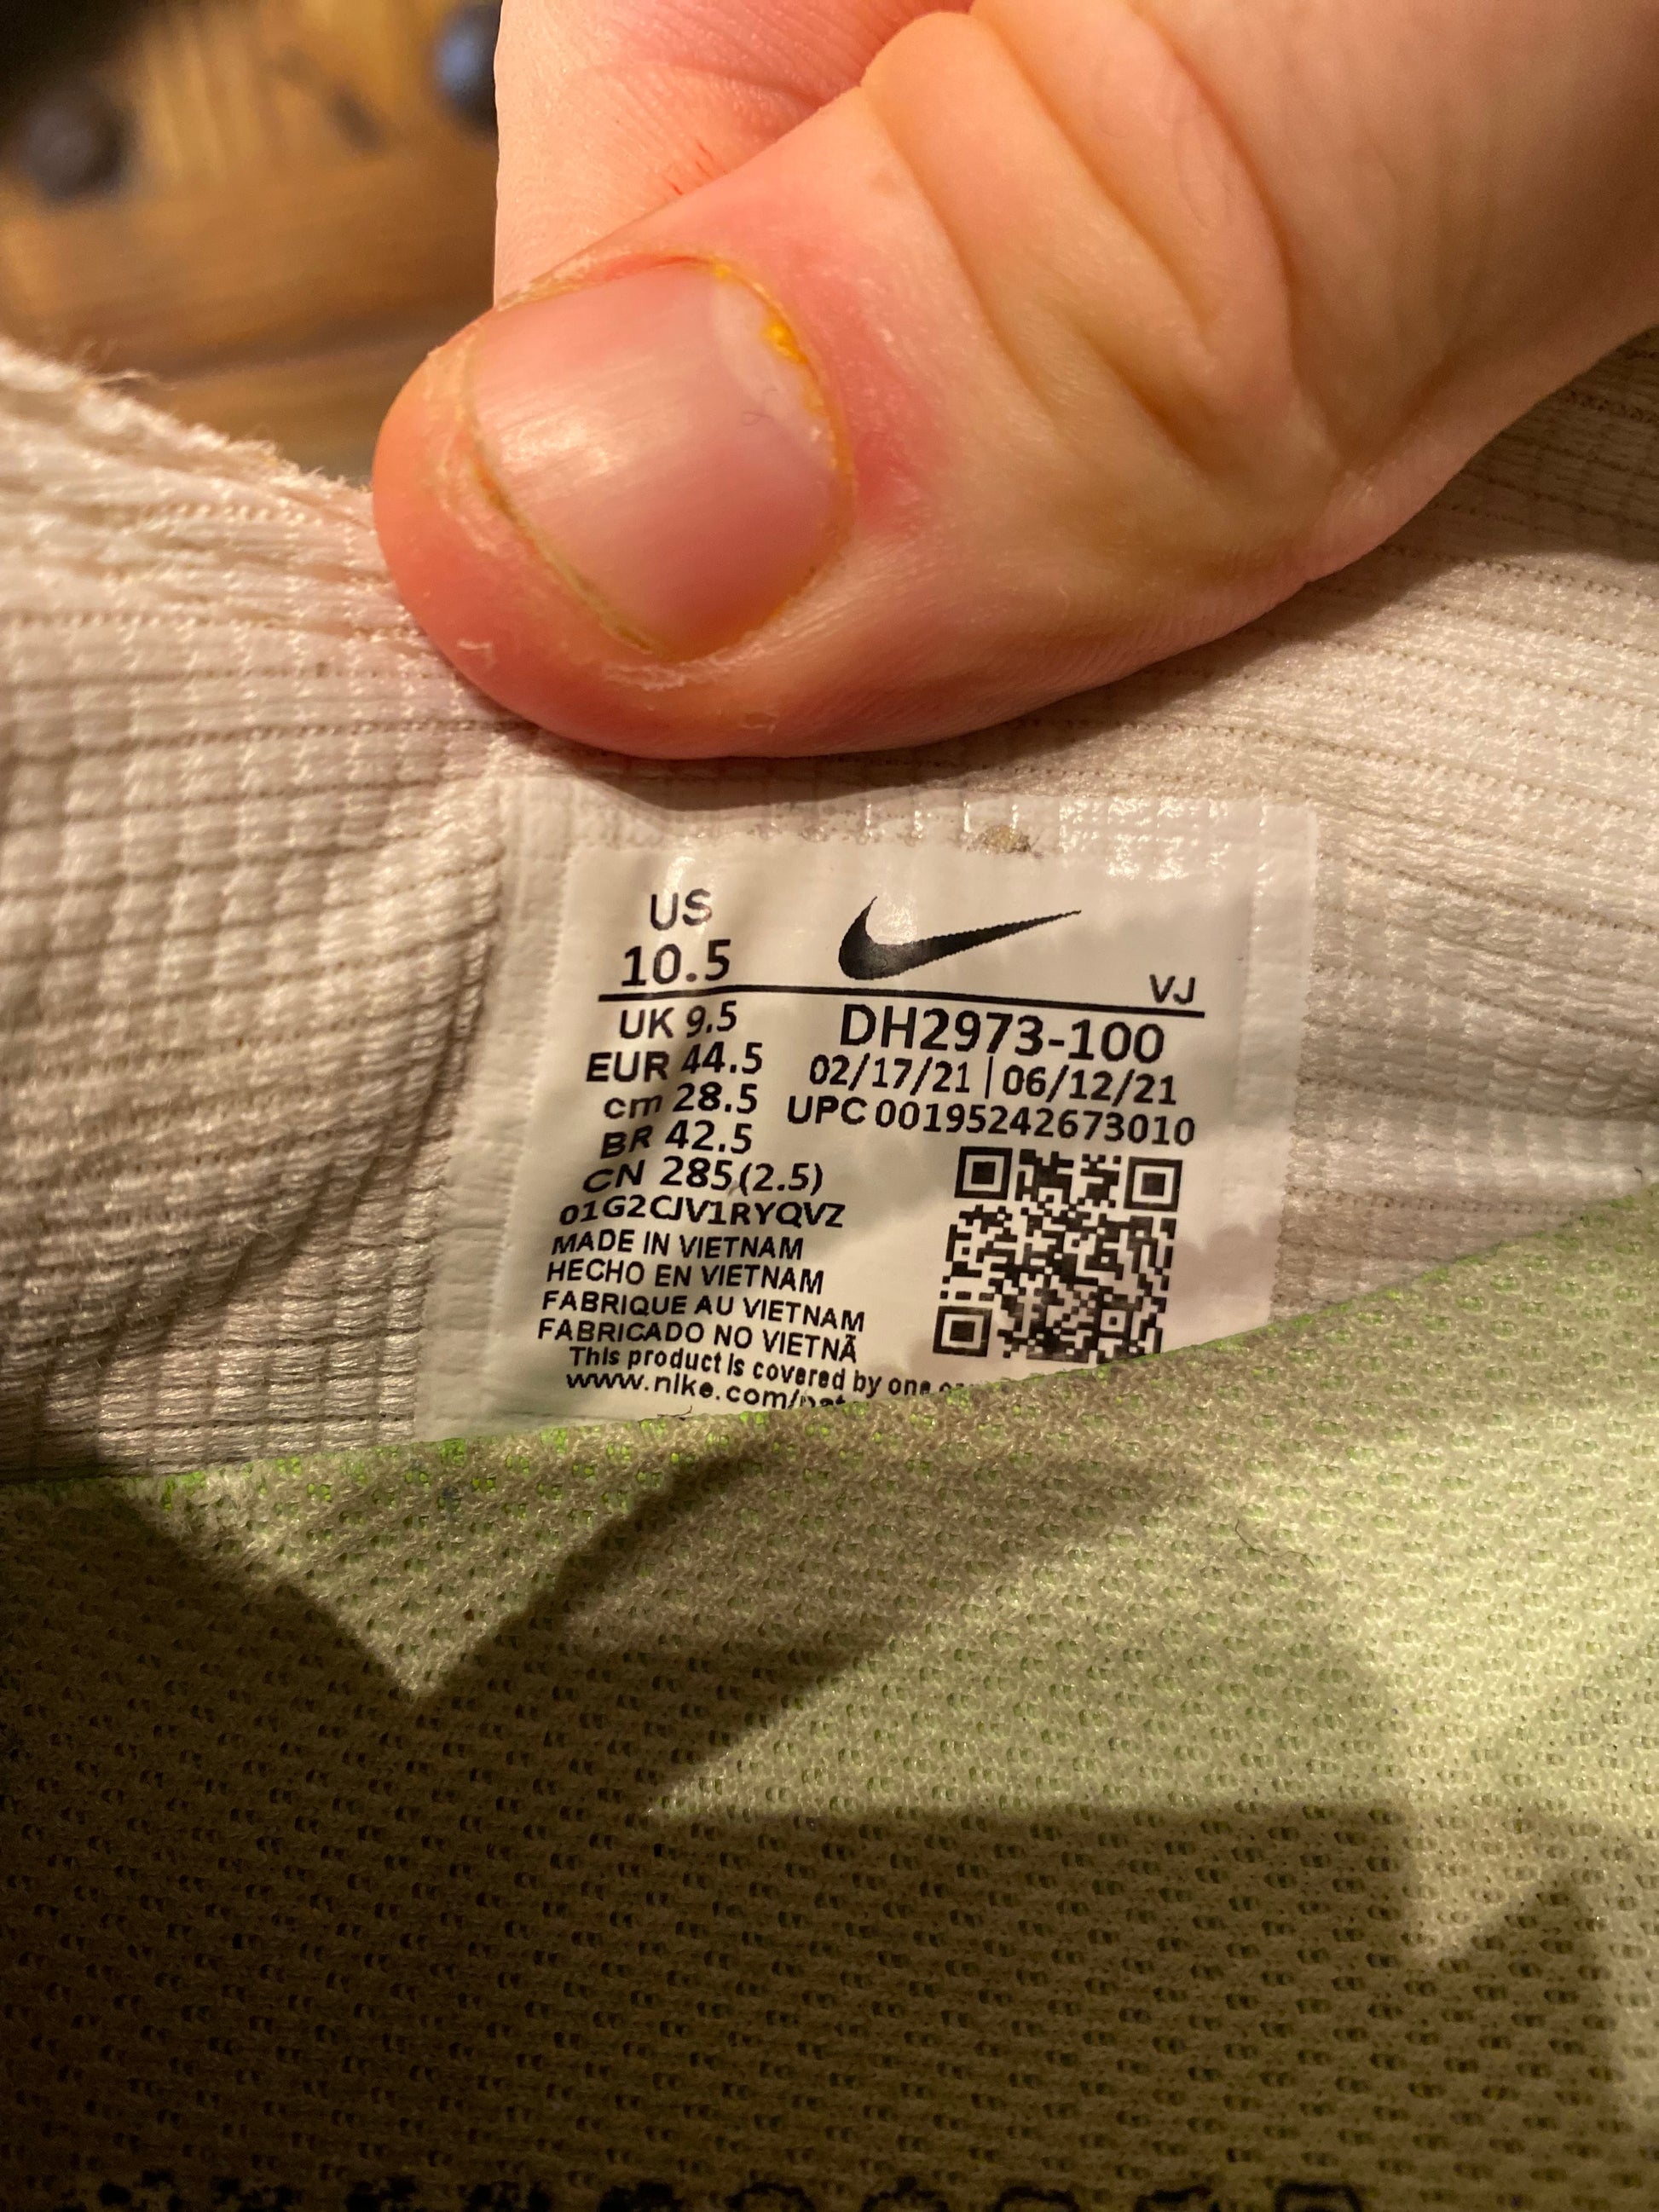 US
10.5
VJ
UK 9.5
EUR 44.5
cm 28.5
BR 42.5
CN 285(2.5)
DH2973-100
02/17/21 | 06/12/21
UPC 00195242673010
01G2CJV1RYQVZ
MADE IN VIETNAM
HECHO EN VIETNAM
FABRIQUE AU VIETNAM
FABRICADO NO VIETNÃ
This product is covered by one
www.nike.com/